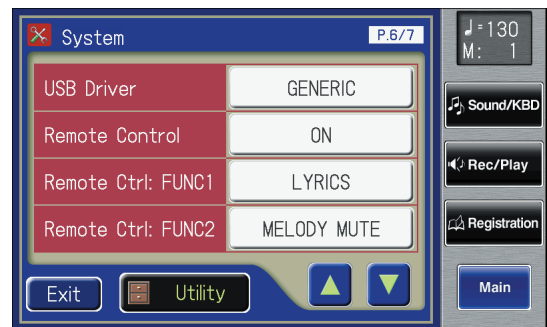 System
P.6/7
USB Driver
GENERIC
Remote Control
ON
Remote Ctrl: FUNC1
LYRICS
Remote Ctrl: FUNC2
MELODY MUTE
Exit
Utility
♩=130
M: 1
Sound/KBD
Rec/Play
Registration
Main